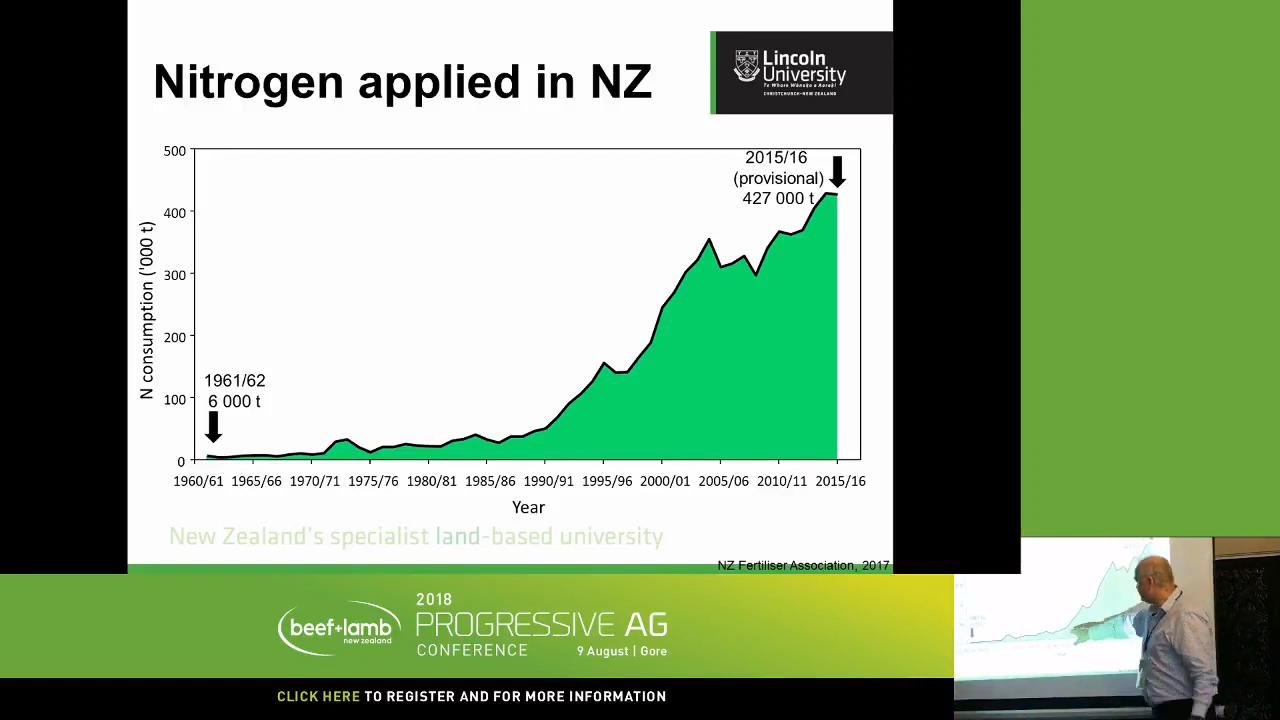 Nitrogen applied in NZ
Lincoln
University
Te Whare Wānaka o Aoraki
CHRISTCHURCH•NEW ZEALAND
500
400
300
200
100
0
N consumption ('000 t)
2015/16
(provisional)
427 000 t
1961/62
6 000 t
1960/61 1965/66 1970/71 1975/76 1980/81 1985/86 1990/91 1995/96 2000/01 2005/06 2010/11 2015/16
Year
New Zealand's specialist land-based university
NZ Fertiliser Association, 2017
beef+lamb
new zealand
2018
PROGRESSIVE AG
CONFERENCE
9 August | Gore
CLICK HERE TO REGISTER AND FOR MORE INFORMATION